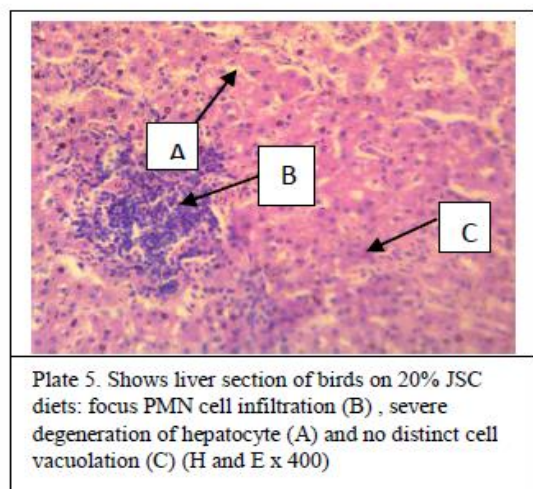 A
B
C
Plate 5. Shows liver section of birds on 20% JSC
diets: focus PMN cell infiltration (B) , severe
degeneration of hepatocyte (A) and no distinct cell
vacuolation (C) (H and E x 400)